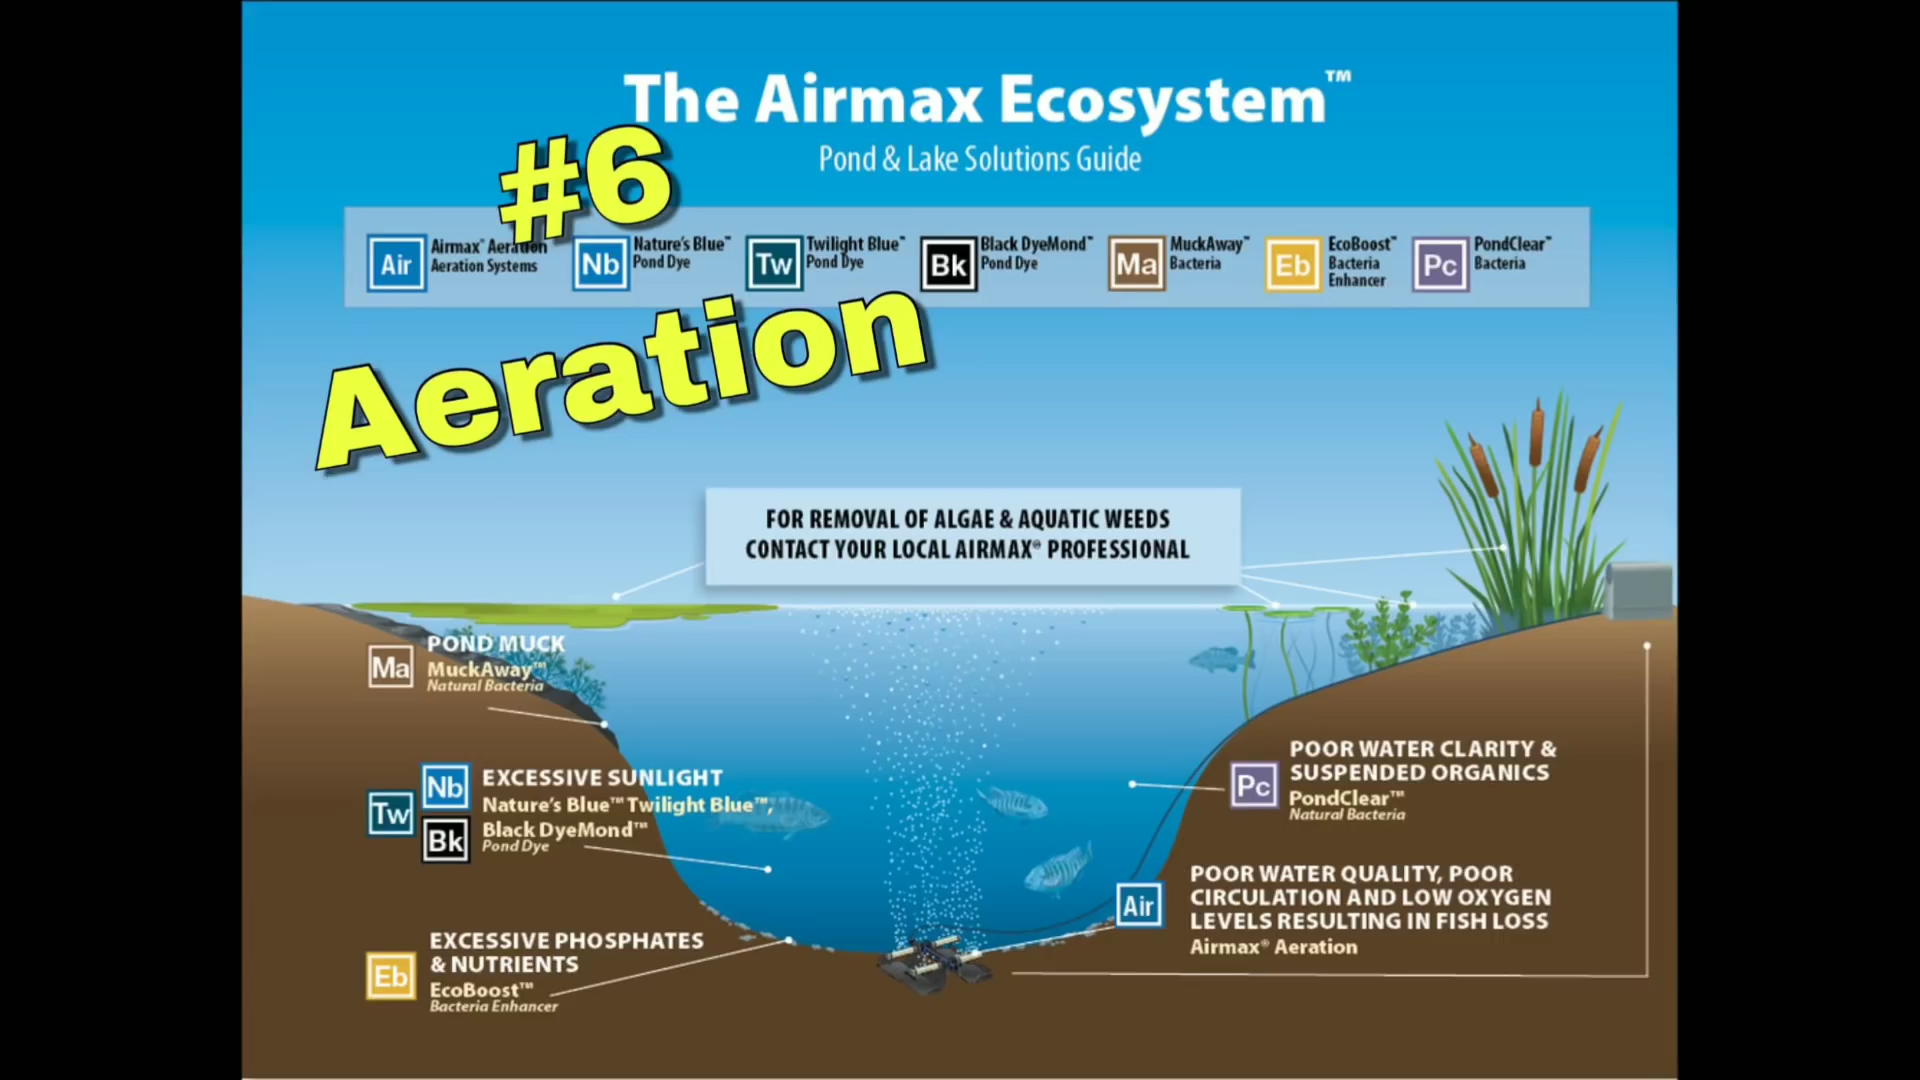 The Airmax Ecosystem™
Pond & Lake Solutions Guide
#6
Aeration
Air
Airmax® Aeration
Aeration Systems
Nb
Nature's Blue™
Pond Dye
Tw
Twilight Blue™
Pond Dye
Bk
Black DyeMond™
Pond Dye
Ma
MuckAway™
Bacteria
Eb
EcoBoost™
Bacteria
Enhancer
Pc
PondClear™
Bacteria
FOR REMOVAL OF ALGAE & AQUATIC WEEDS
CONTACT YOUR LOCAL AIRMAX® PROFESSIONAL
Ma
POND MUCK
MuckAway™
Natural Bacteria
Nb
Tw
Bk
EXCESSIVE SUNLIGHT
Nature's Blue™ Twilight Blue™,
Black DyeMond™
Pond Dye
Eb
EXCESSIVE PHOSPHATES
& NUTRIENTS
EcoBoost™
Bacteria Enhancer
Pc
POOR WATER CLARITY &
SUSPENDED ORGANICS
PondClear™
Natural Bacteria
Air
POOR WATER QUALITY, POOR
CIRCULATION AND LOW OXYGEN
LEVELS RESULTING IN FISH LOSS
Airmax® Aeration